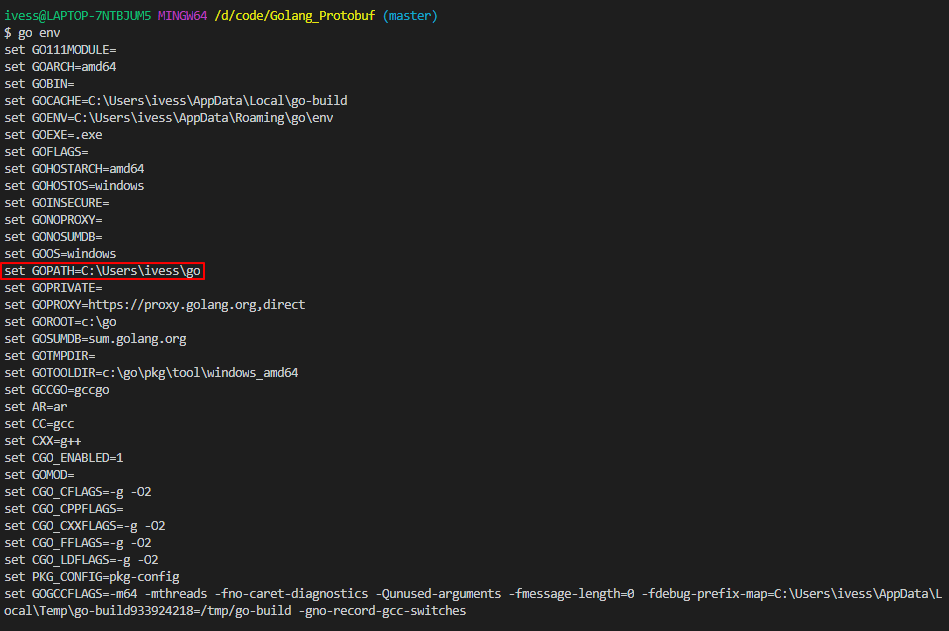 ivess@LAPTOP-7NTBJUM5 MINGW64 /d/code/Golang_Protobuf (master)
$ go env
set GO111MODULE=
set GOARCH=amd64
set GOBIN=
set GOCACHE=C:\Users\ivess\AppData\Local\go-build
set GOENV=C:\Users\ivess\AppData\Roaming\go\env
set GOEXE=.exe
set GOFLAGS=
set GOHOSTARCH=amd64
set GOHOSTOS=windows
set GOINSECURE=
set GONOPROXY=
set GONOSUMDB=
set GOOS=windows
set GOPATH=C:\Users\ivess\go
set GOPRIVATE=
set GOPROXY=https://proxy.golang.org,direct
set GOROOT=c:\go
set GOSUMDB=sum.golang.org
set GOTMPDIR=
set GOTOOLDIR=c:\go\pkg\tool\windows_amd64
set GCCGO=gccgo
set AR=ar
set CC=gcc
set CXX=g++
set CGO_ENABLED=1
set GOMOD=
set CGO_CFLAGS=-g -O2
set CGO_CPPFLAGS=
set CGO_CXXFLAGS=-g -O2
set CGO_FFLAGS=-g -O2
set CGO_LDFLAGS=-g -O2
set PKG_CONFIG=pkg-config
set GOGCCFLAGS=-m64 -mthreads -fno-caret-diagnostics -Qunused-arguments -fmessage-length=0 -fdebug-prefix-map=C:\Users\ivess\AppData\L
ocal\Temp\go-build933924218=/tmp/go-build -gno-record-gcc-switches